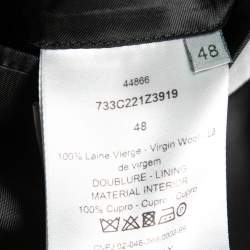 48
44866
733C221Z3919
48
100% Laine Vierge - Virgin Wool - Lã
de virgem
DOUBLURE - LINING
MATERIAL INTERIOR
100% Cupro - Cupro - Cupro